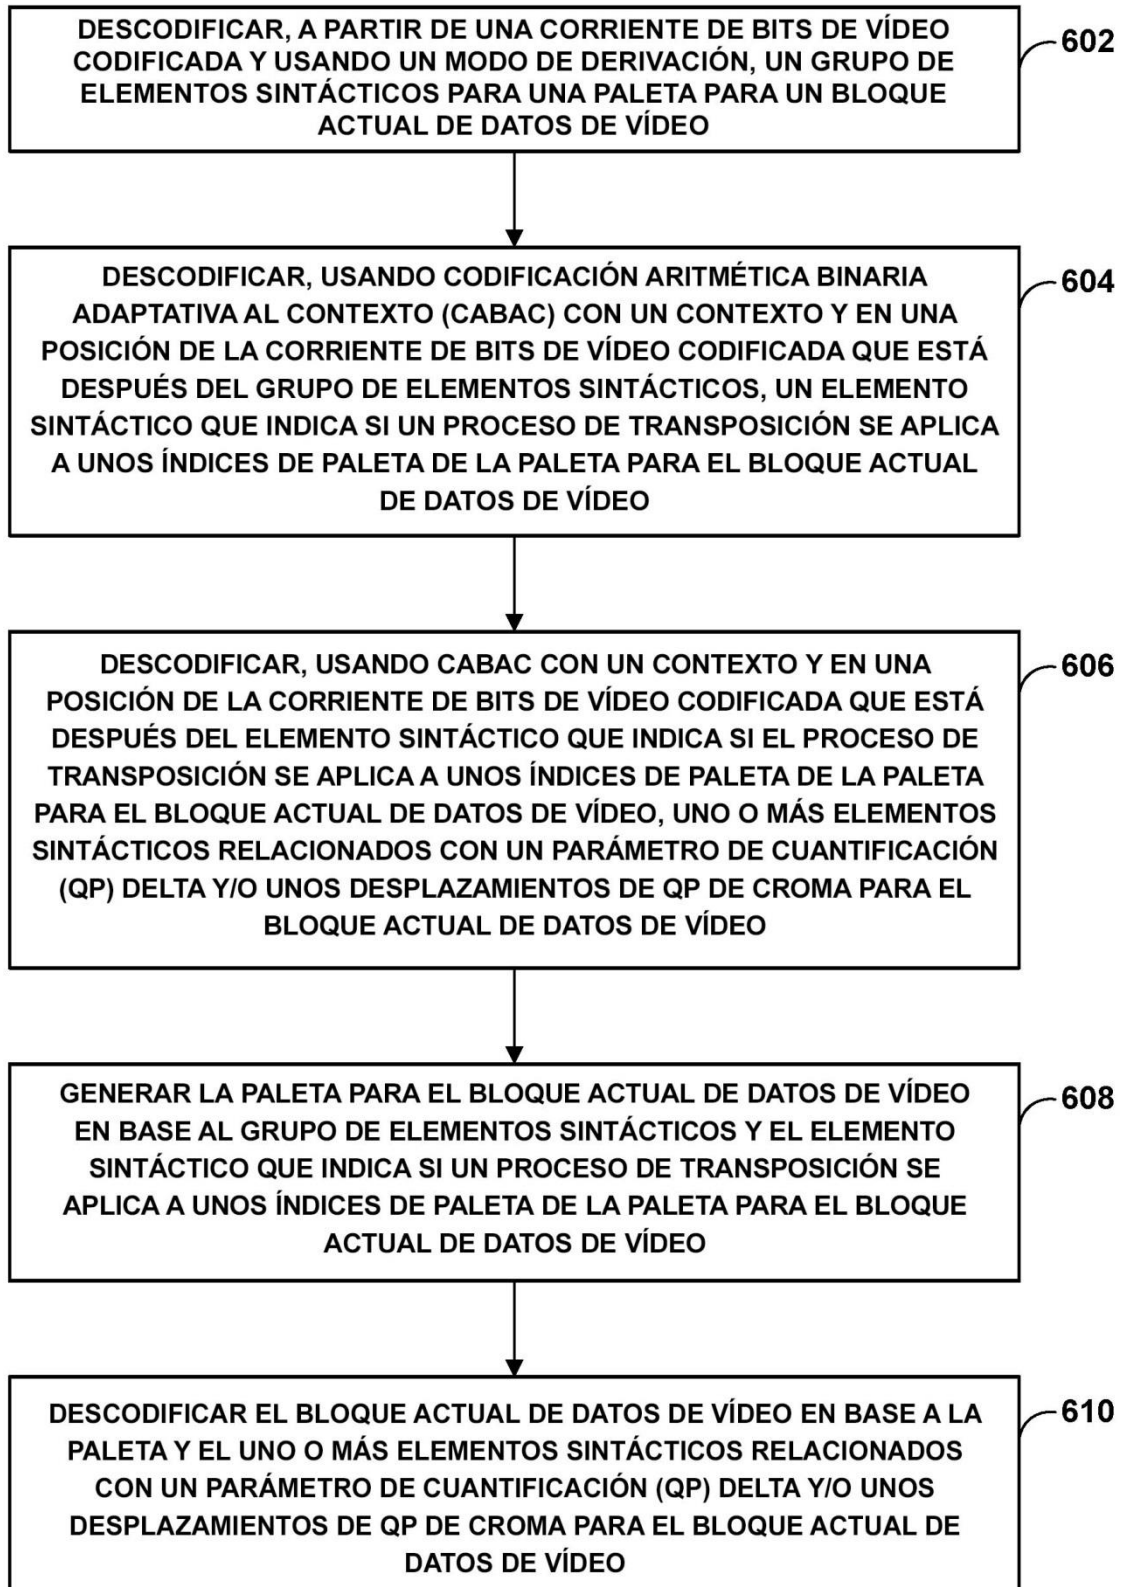 DESCODIFICAR, A PARTIR DE UNA CORRIENTE DE BITS DE VÍDEO
CODIFICADA Y USANDO UN MODO DE DERIVACIÓN, UN GRUPO DE
ELEMENTOS SINTÁCTICOS PARA UNA PALETA PARA UN BLOQUE
ACTUAL DE DATOS DE VÍDEO
602
DESCODIFICAR, USANDO CODIFICACIÓN ARITMÉTICA BINARIA
ADAPTATIVA AL CONTEXTO (CABAC) CON UN CONTEXTO Y EN UNA
POSICIÓN DE LA CORRIENTE DE BITS DE VÍDEO CODIFICADA QUE ESTÁ
DESPUÉS DEL GRUPO DE ELEMENTOS SINTÁCTICOS, UN ELEMENTO
SINTÁCTICO QUE INDICA SI UN PROCESO DE TRANSPOSICIÓN SE APLICA
A UNOS ÍNDICES DE PALETA DE LA PALETA PARA EL BLOQUE ACTUAL
DE DATOS DE VÍDEO
604
DESCODIFICAR, USANDO CABAC CON UN CONTEXTO Y EN UNA
POSICIÓN DE LA CORRIENTE DE BITS DE VÍDEO CODIFICADA QUE ESTÁ
DESPUÉS DEL ELEMENTO SINTÁCTICO QUE INDICA SI EL PROCESO DE
TRANSPOSICIÓN SE APLICA A UNOS ÍNDICES DE PALETA DE LA PALETA
PARA EL BLOQUE ACTUAL DE DATOS DE VÍDEO, UNO O MÁS ELEMENTOS
SINTÁCTICOS RELACIONADOS CON UN PARÁMETRO DE CUANTIFICACIÓN
(QP) DELTA Y/O UNOS DESPLAZAMIENTOS DE QP DE CROMA PARA EL
BLOQUE ACTUAL DE DATOS DE VÍDEO
606
GENERAR LA PALETA PARA EL BLOQUE ACTUAL DE DATOS DE VÍDEO
EN BASE AL GRUPO DE ELEMENTOS SINTÁCTICOS Y EL ELEMENTO
SINTÁCTICO QUE INDICA SI UN PROCESO DE TRANSPOSICIÓN SE
APLICA A UNOS ÍNDICES DE PALETA DE LA PALETA PARA EL BLOQUE
ACTUAL DE DATOS DE VÍDEO
608
DESCODIFICAR EL BLOQUE ACTUAL DE DATOS DE VÍDEO EN BASE A LA
PALETA Y EL UNO O MÁS ELEMENTOS SINTÁCTICOS RELACIONADOS
CON UN PARÁMETRO DE CUANTIFICACIÓN (QP) DELTA Y/O UNOS
DESPLAZAMIENTOS DE QP DE CROMA PARA EL BLOQUE ACTUAL DE
DATOS DE VÍDEO
610